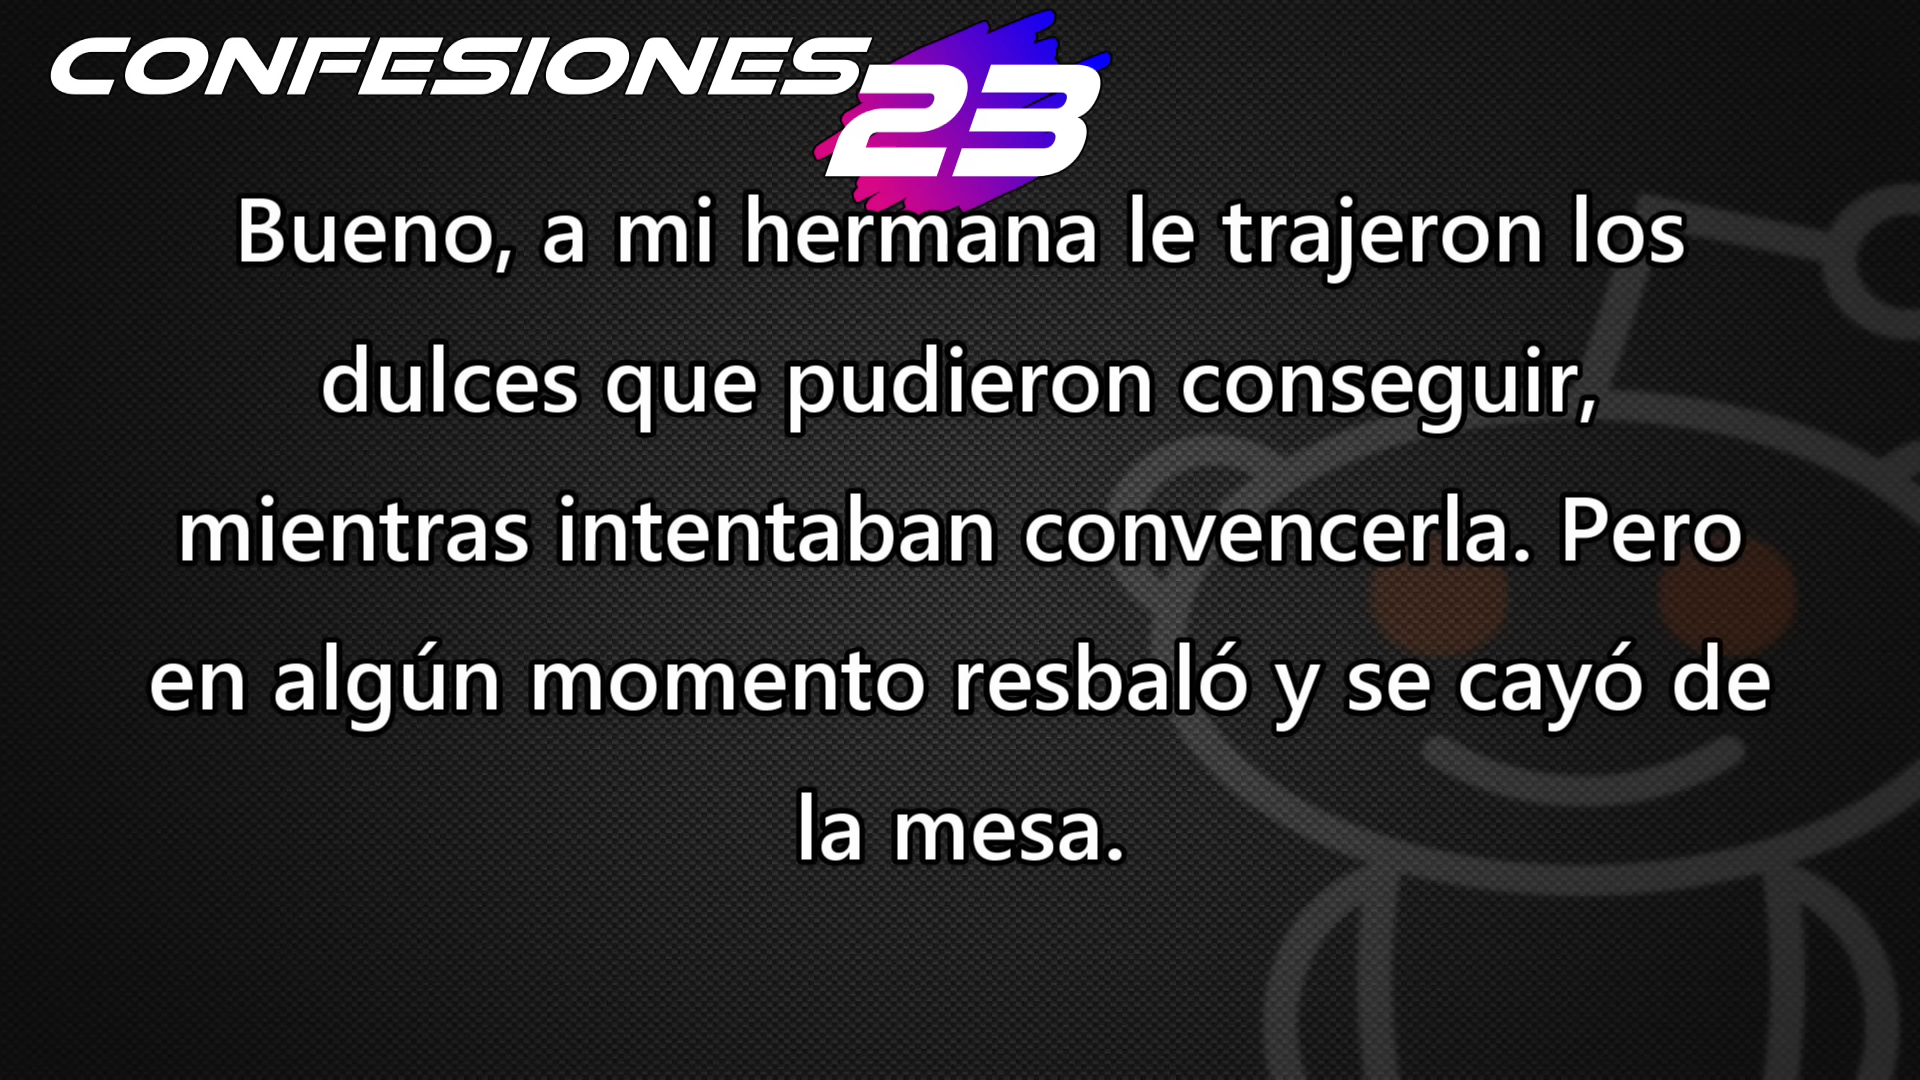 CONFESIONES
23
Bueno, a mi hermana le trajeron los
dulces que pudieron conseguir,
mientras intentaban convencerla. Pero
en algún momento resbaló y se cayó de
la mesa.